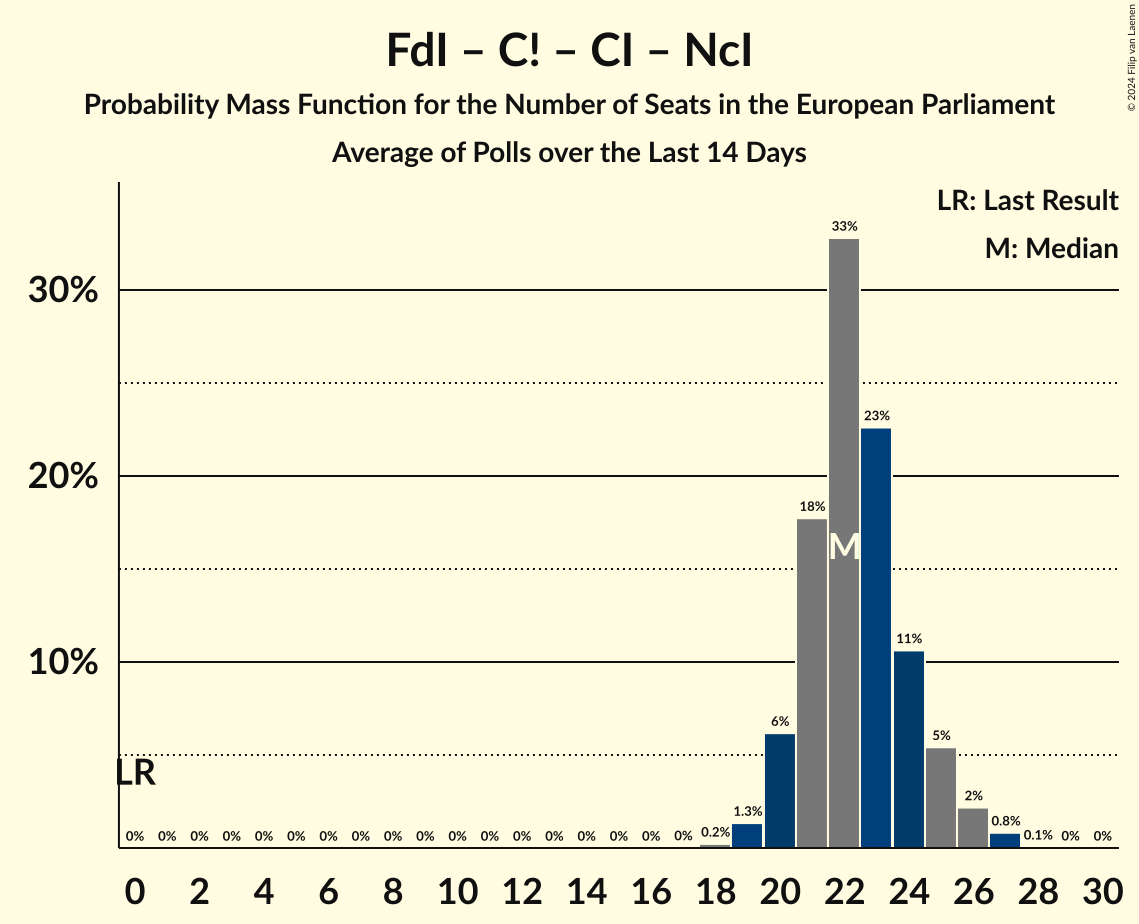 FdI – C! – CI – NcI
Probability Mass Function for the Number of Seats in the European Parliament
Average of Polls over the Last 14 Days
© 2024 Filip van Laenen
LR: Last Result
M: Median
33%
30%
23%
20%
18%
M
11%
10%
6%
5%
LR
2%
1.3%
0.8%
0% 0% 0% 0% 0% 0% 0% 0% 0% 0% 0% 0% 0% 0% 0% 0% 0% 0% 0.2% 0.1% 0% 0%
0 2 4 6 8 10 12 14 16 18 20 22 24 26 28 30